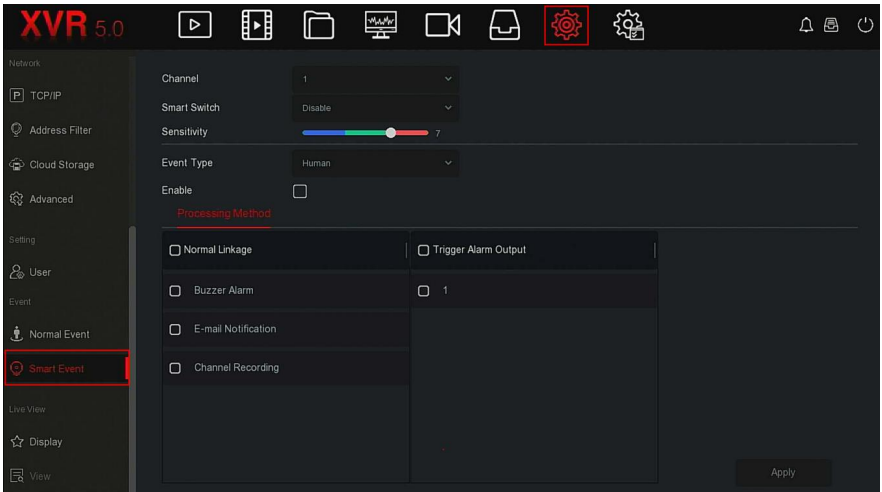 XVR 5.0
Network
P TCP/IP
Address Filter
Cloud Storage
Advanced
Setting
User
Event
Normal Event
Smart Event
Live View
Display
View
Channel 1
Smart Switch Disable
Sensitivity 7
Event Type Human
Enable
Processing Method
Normal Linkage Trigger Alarm Output
Buzzer Alarm 1
E-mail Notification
Channel Recording
Apply